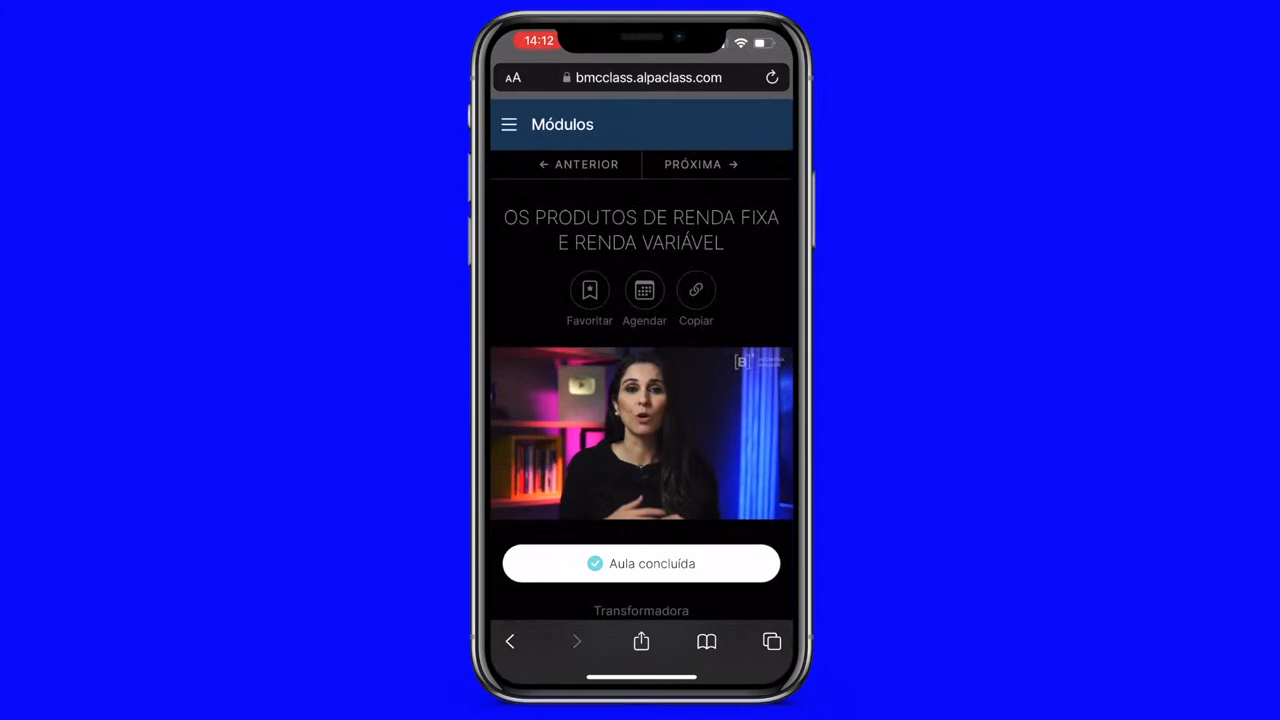 14:12
AA
bmcclass.alpaclass.com
Módulos
← ANTERIOR
PRÓXIMA →
OS PRODUTOS DE RENDA FIXA
E RENDA VARIÁVEL
Favoritar
Agendar
Copiar
[B]³
Aula concluída
Transformadora